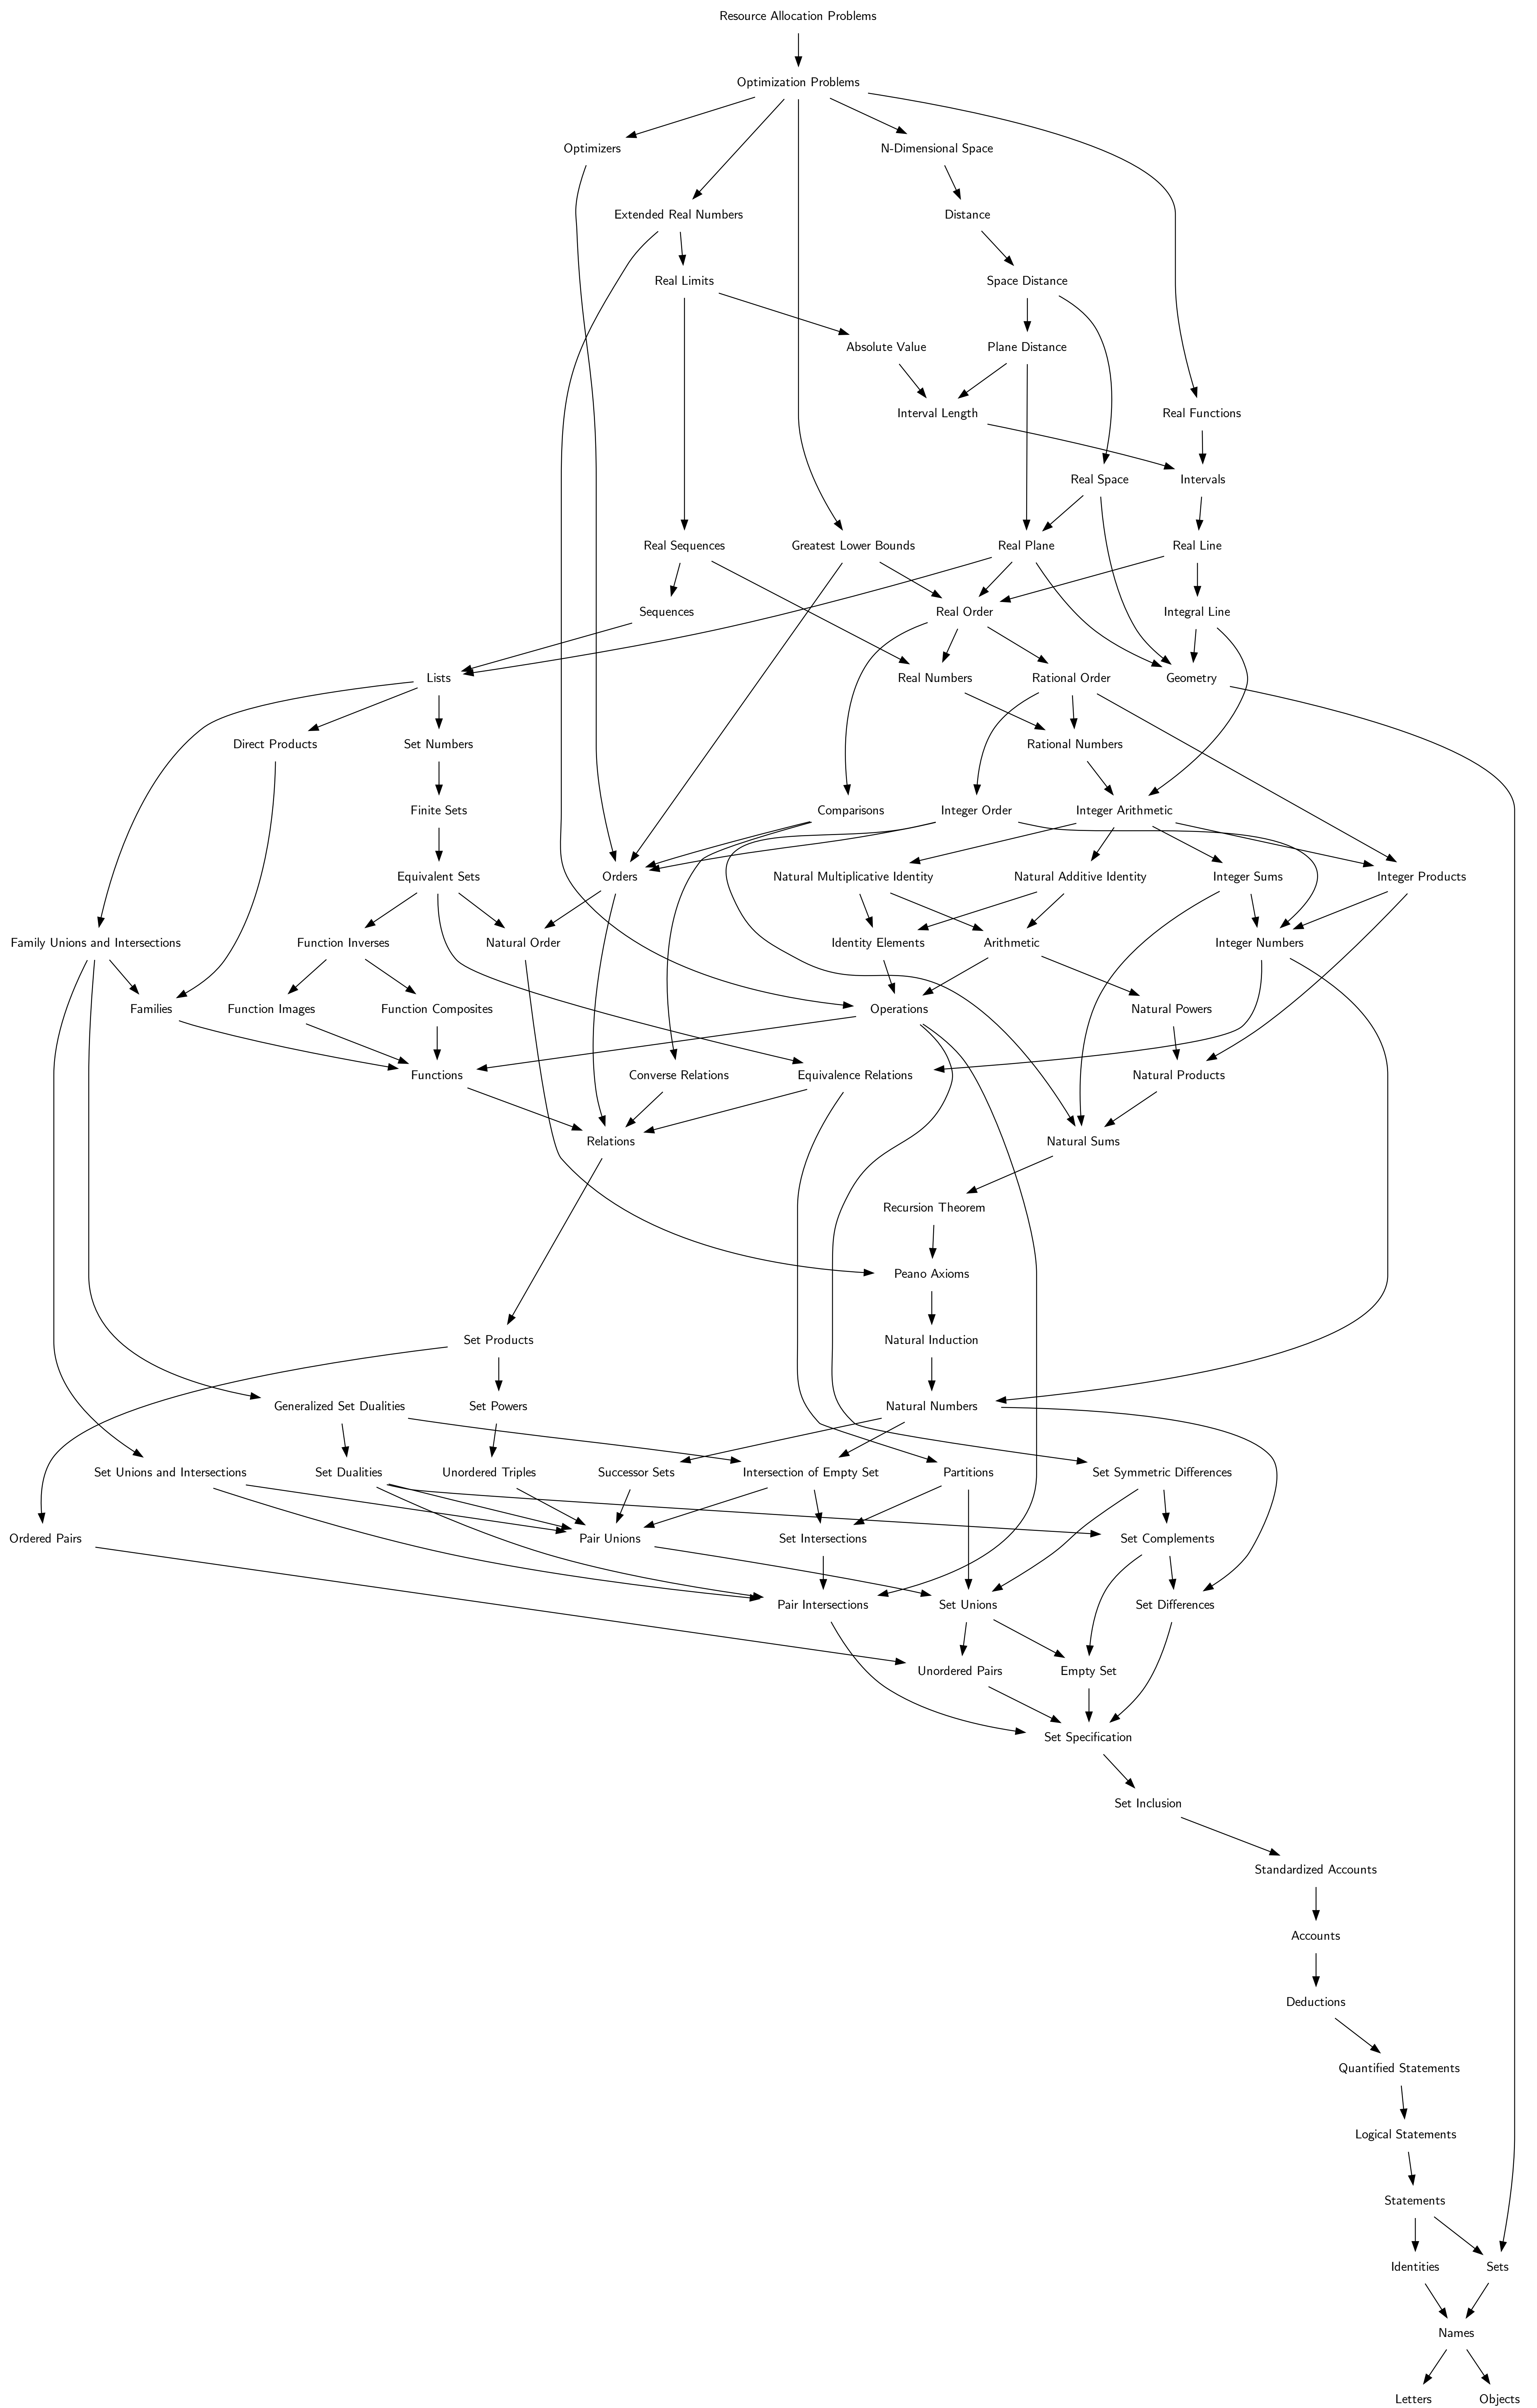 Resource Allocation Problems
Optimization Problems
Optimizers
N-Dimensional Space
Extended Real Numbers
Distance
Real Limits
Space Distance
Absolute Value
Plane Distance
Interval Length
Real Functions
Real Space
Intervals
Real Sequences
Greatest Lower Bounds
Real Plane
Real Line
Sequences
Real Order
Integral Line
Lists
Real Numbers
Rational Order
Geometry
Direct Products
Set Numbers
Rational Numbers
Finite Sets
Comparisons
Integer Order
Integer Arithmetic
Equivalent Sets
Orders
Natural Multiplicative Identity
Natural Additive Identity
Integer Sums
Integer Products
Family Unions and Intersections
Function Inverses
Natural Order
Identity Elements
Arithmetic
Integer Numbers
Families
Function Images
Function Composites
Operations
Natural Powers
Functions
Converse Relations
Equivalence Relations
Natural Products
Relations
Natural Sums
Recursion Theorem
Peano Axioms
Set Products
Natural Induction
Generalized Set Dualities
Set Powers
Natural Numbers
Set Unions and Intersections
Set Dualities
Unordered Triples
Successor Sets
Intersection of Empty Set
Partitions
Set Symmetric Differences
Ordered Pairs
Pair Unions
Set Intersections
Set Complements
Pair Intersections
Set Unions
Set Differences
Unordered Pairs
Empty Set
Set Specification
Set Inclusion
Standardized Accounts
Accounts
Deductions
Quantified Statements
Logical Statements
Statements
Identities
Sets
Names
Letters
Objects